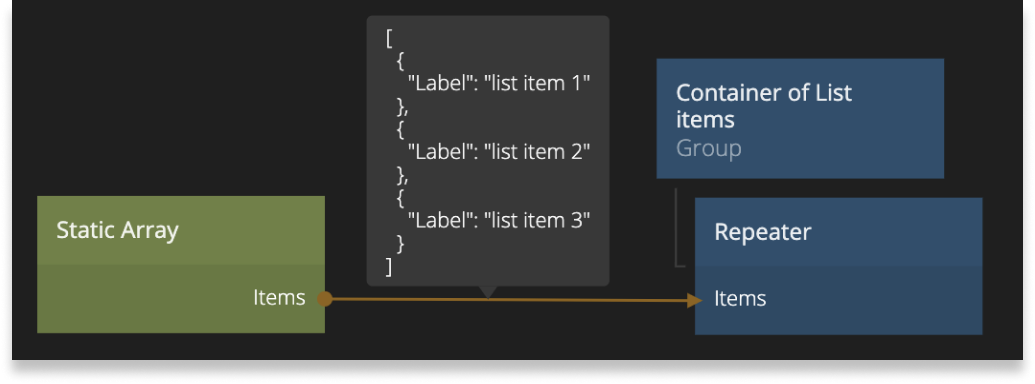 [
{
"Label": "list item 1"
},
{
"Label": "list item 2"
},
{
"Label": "list item 3"
}
]
Container of List
items
Group
Static Array
Items
Repeater
Items